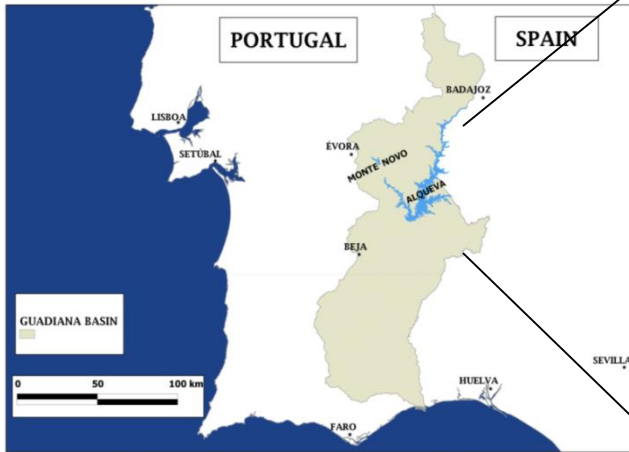 PORTUGAL
SPAIN
BADAJOZ
LISBOA
ÉVORA
SETÚBAL
MONTE NOVO
ALQUEVA
BEJA
GUADIANA BASIN
0 50 100 km
SEVILLA
HUELVA
FARO